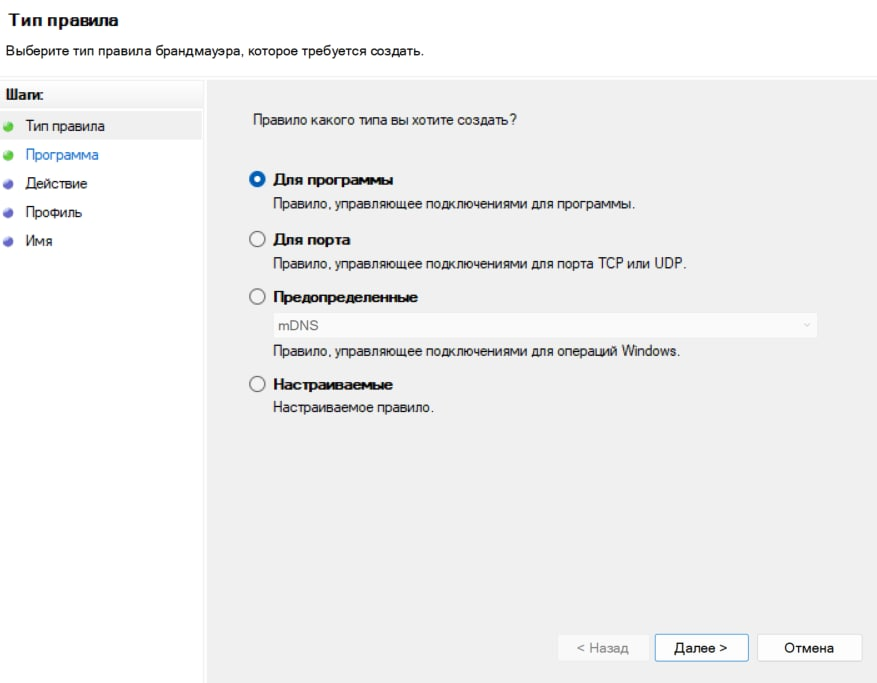 Тип правила
Выберите тип правила брандмауэра, которое требуется создать.
Шаги:
Тип правила
Программа
Действие
Профиль
Имя
Правило какого типа вы хотите создать?
Для программы
Правило, управляющее подключениями для программы.
Для порта
Правило, управляющее подключениями для порта TCP или UDP.
Предопределенные
mDNS
Правило, управляющее подключениями для операций Windows.
Настраиваемые
Настраиваемое правило.
< Назад
Далее >
Отмена